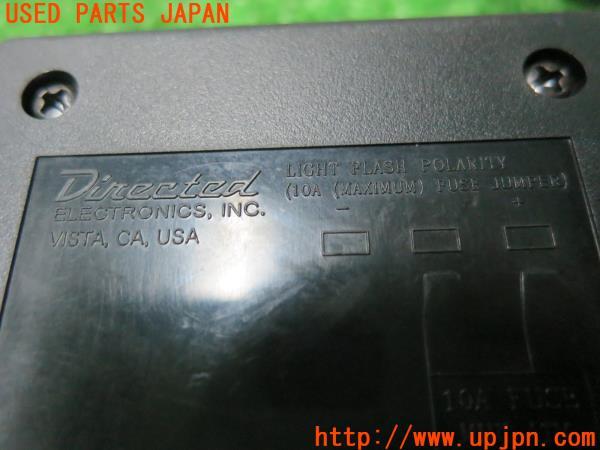 USED PARTS JAPAN
Directed
ELECTRONICS, INC.
VISTA, CA, USA
LIGHT FLASH POLARITY
(10A (MAXIMUM) FUSE JUMPER)
- +
10A FUSE
http://www.upjpn.com/